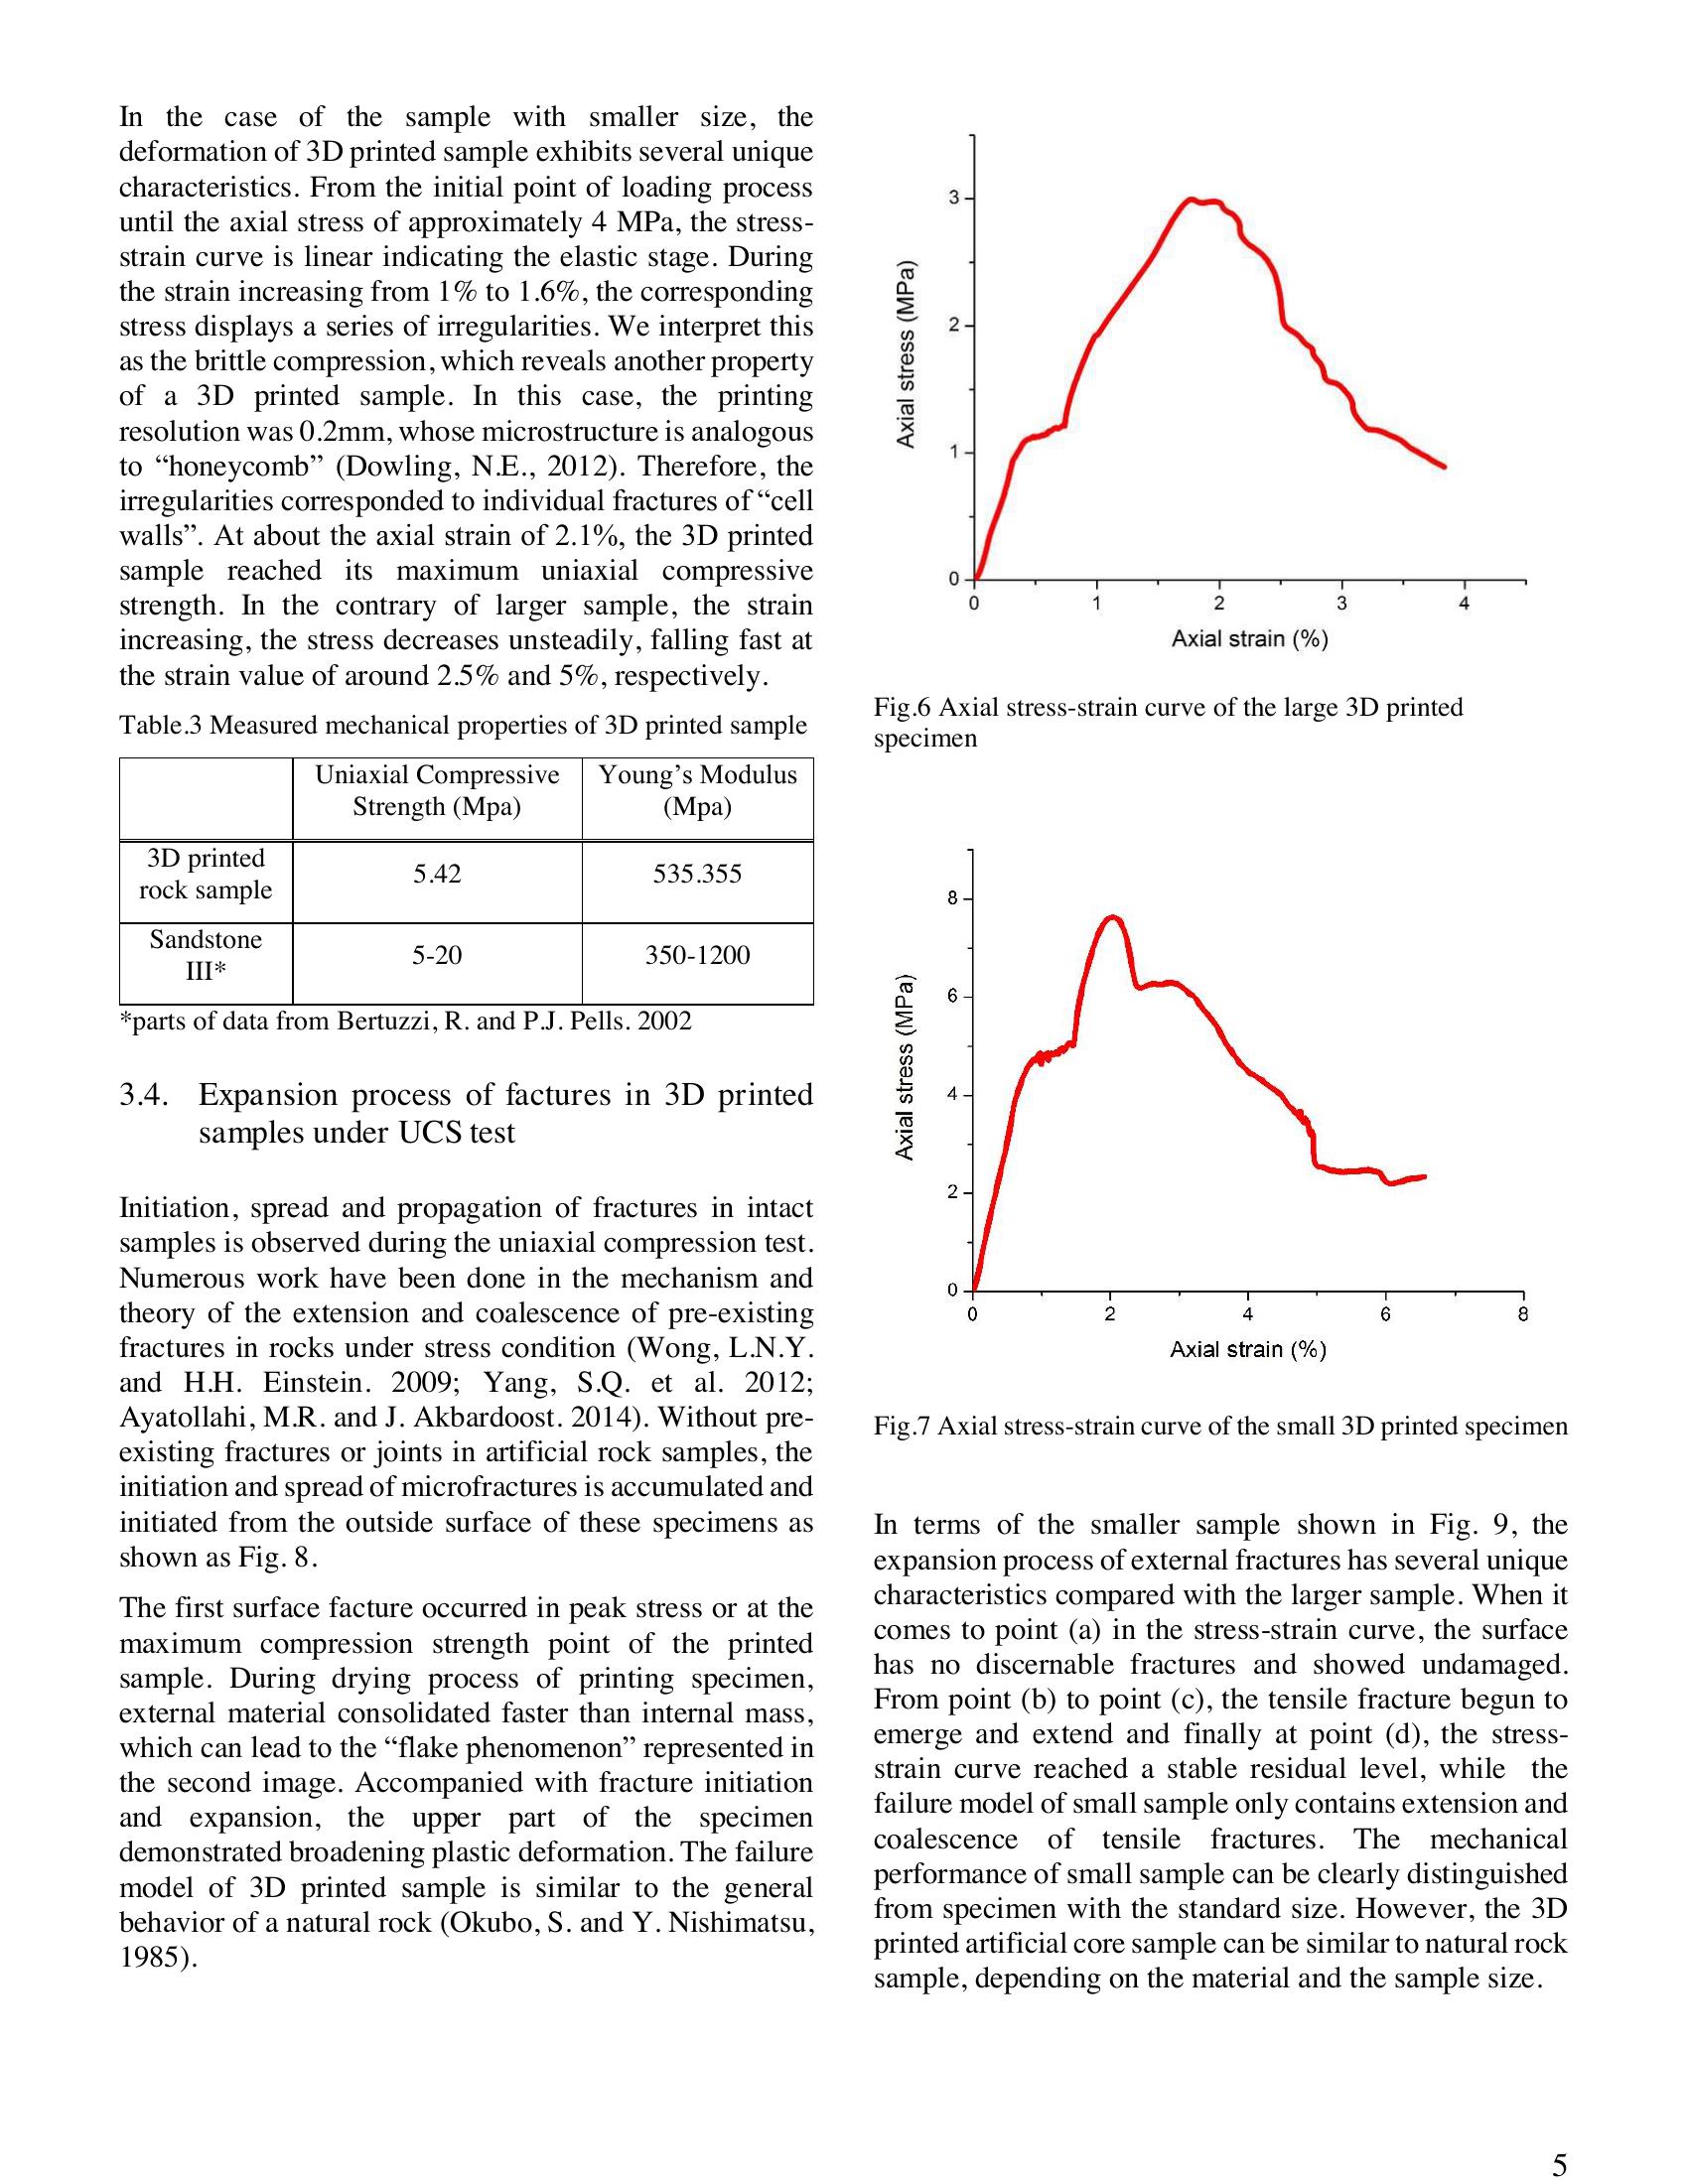 In the case of the sample with smaller size, the
deformation of 3D printed sample exhibits several unique
characteristics. From the initial point of loading process
until the axial stress of approximately 4 MPa, the stress-
strain curve is linear indicating the elastic stage. During
the strain increasing from 1% to 1.6%, the corresponding
stress displays a series of irregularities. We interpret this
as the brittle compression, which reveals another property
of a 3D printed sample. In this case, the printing
resolution was 0.2mm, whose microstructure is analogous
to “honeycomb” (Dowling, N.E., 2012). Therefore, the
irregularities corresponded to individual fractures of “cell
walls”. At about the axial strain of 2.1%, the 3D printed
sample reached its maximum uniaxial compressive
strength. In the contrary of larger sample, the strain
increasing, the stress decreases unsteadily, falling fast at
the strain value of around 2.5% and 5%, respectively.
Table.3 Measured mechanical properties of 3D printed sample
Uniaxial Compressive Young’s Modulus
Strength (Mpa) (Mpa)
3D printed
rock sample 5.42 535.355
Sandstone
III* 5-20 350-1200
*parts of data from Bertuzzi, R. and P.J. Pells. 2002
3.4. Expansion process of factures in 3D printed
samples under UCS test
Initiation, spread and propagation of fractures in intact
samples is observed during the uniaxial compression test.
Numerous work have been done in the mechanism and
theory of the extension and coalescence of pre-existing
fractures in rocks under stress condition (Wong, L.N.Y.
and H.H. Einstein. 2009; Yang, S.Q. et al. 2012;
Ayatollahi, M.R. and J. Akbardoost. 2014). Without pre-
existing fractures or joints in artificial rock samples, the
initiation and spread of microfractures is accumulated and
initiated from the outside surface of these specimens as
shown as Fig. 8.
The first surface facture occurred in peak stress or at the
maximum compression strength point of the printed
sample. During drying process of printing specimen,
external material consolidated faster than internal mass,
which can lead to the “flake phenomenon” represented in
the second image. Accompanied with fracture initiation
and expansion, the upper part of the specimen
demonstrated broadening plastic deformation. The failure
model of 3D printed sample is similar to the general
behavior of a natural rock (Okubo, S. and Y. Nishimatsu,
1985).
3
2
1
0
Axial stress (MPa)
0 1 2 3 4
Axial strain (%)
Fig.6 Axial stress-strain curve of the large 3D printed
specimen
8
6
4
2
0
Axial stress (MPa)
0 2 4 6 8
Axial strain (%)
Fig.7 Axial stress-strain curve of the small 3D printed specimen
In terms of the smaller sample shown in Fig. 9, the
expansion process of external fractures has several unique
characteristics compared with the larger sample. When it
comes to point (a) in the stress-strain curve, the surface
has no discernable fractures and showed undamaged.
From point (b) to point (c), the tensile fracture begun to
emerge and extend and finally at point (d), the stress-
strain curve reached a stable residual level, while the
failure model of small sample only contains extension and
coalescence of tensile fractures. The mechanical
performance of small sample can be clearly distinguished
from specimen with the standard size. However, the 3D
printed artificial core sample can be similar to natural rock
sample, depending on the material and the sample size.
5